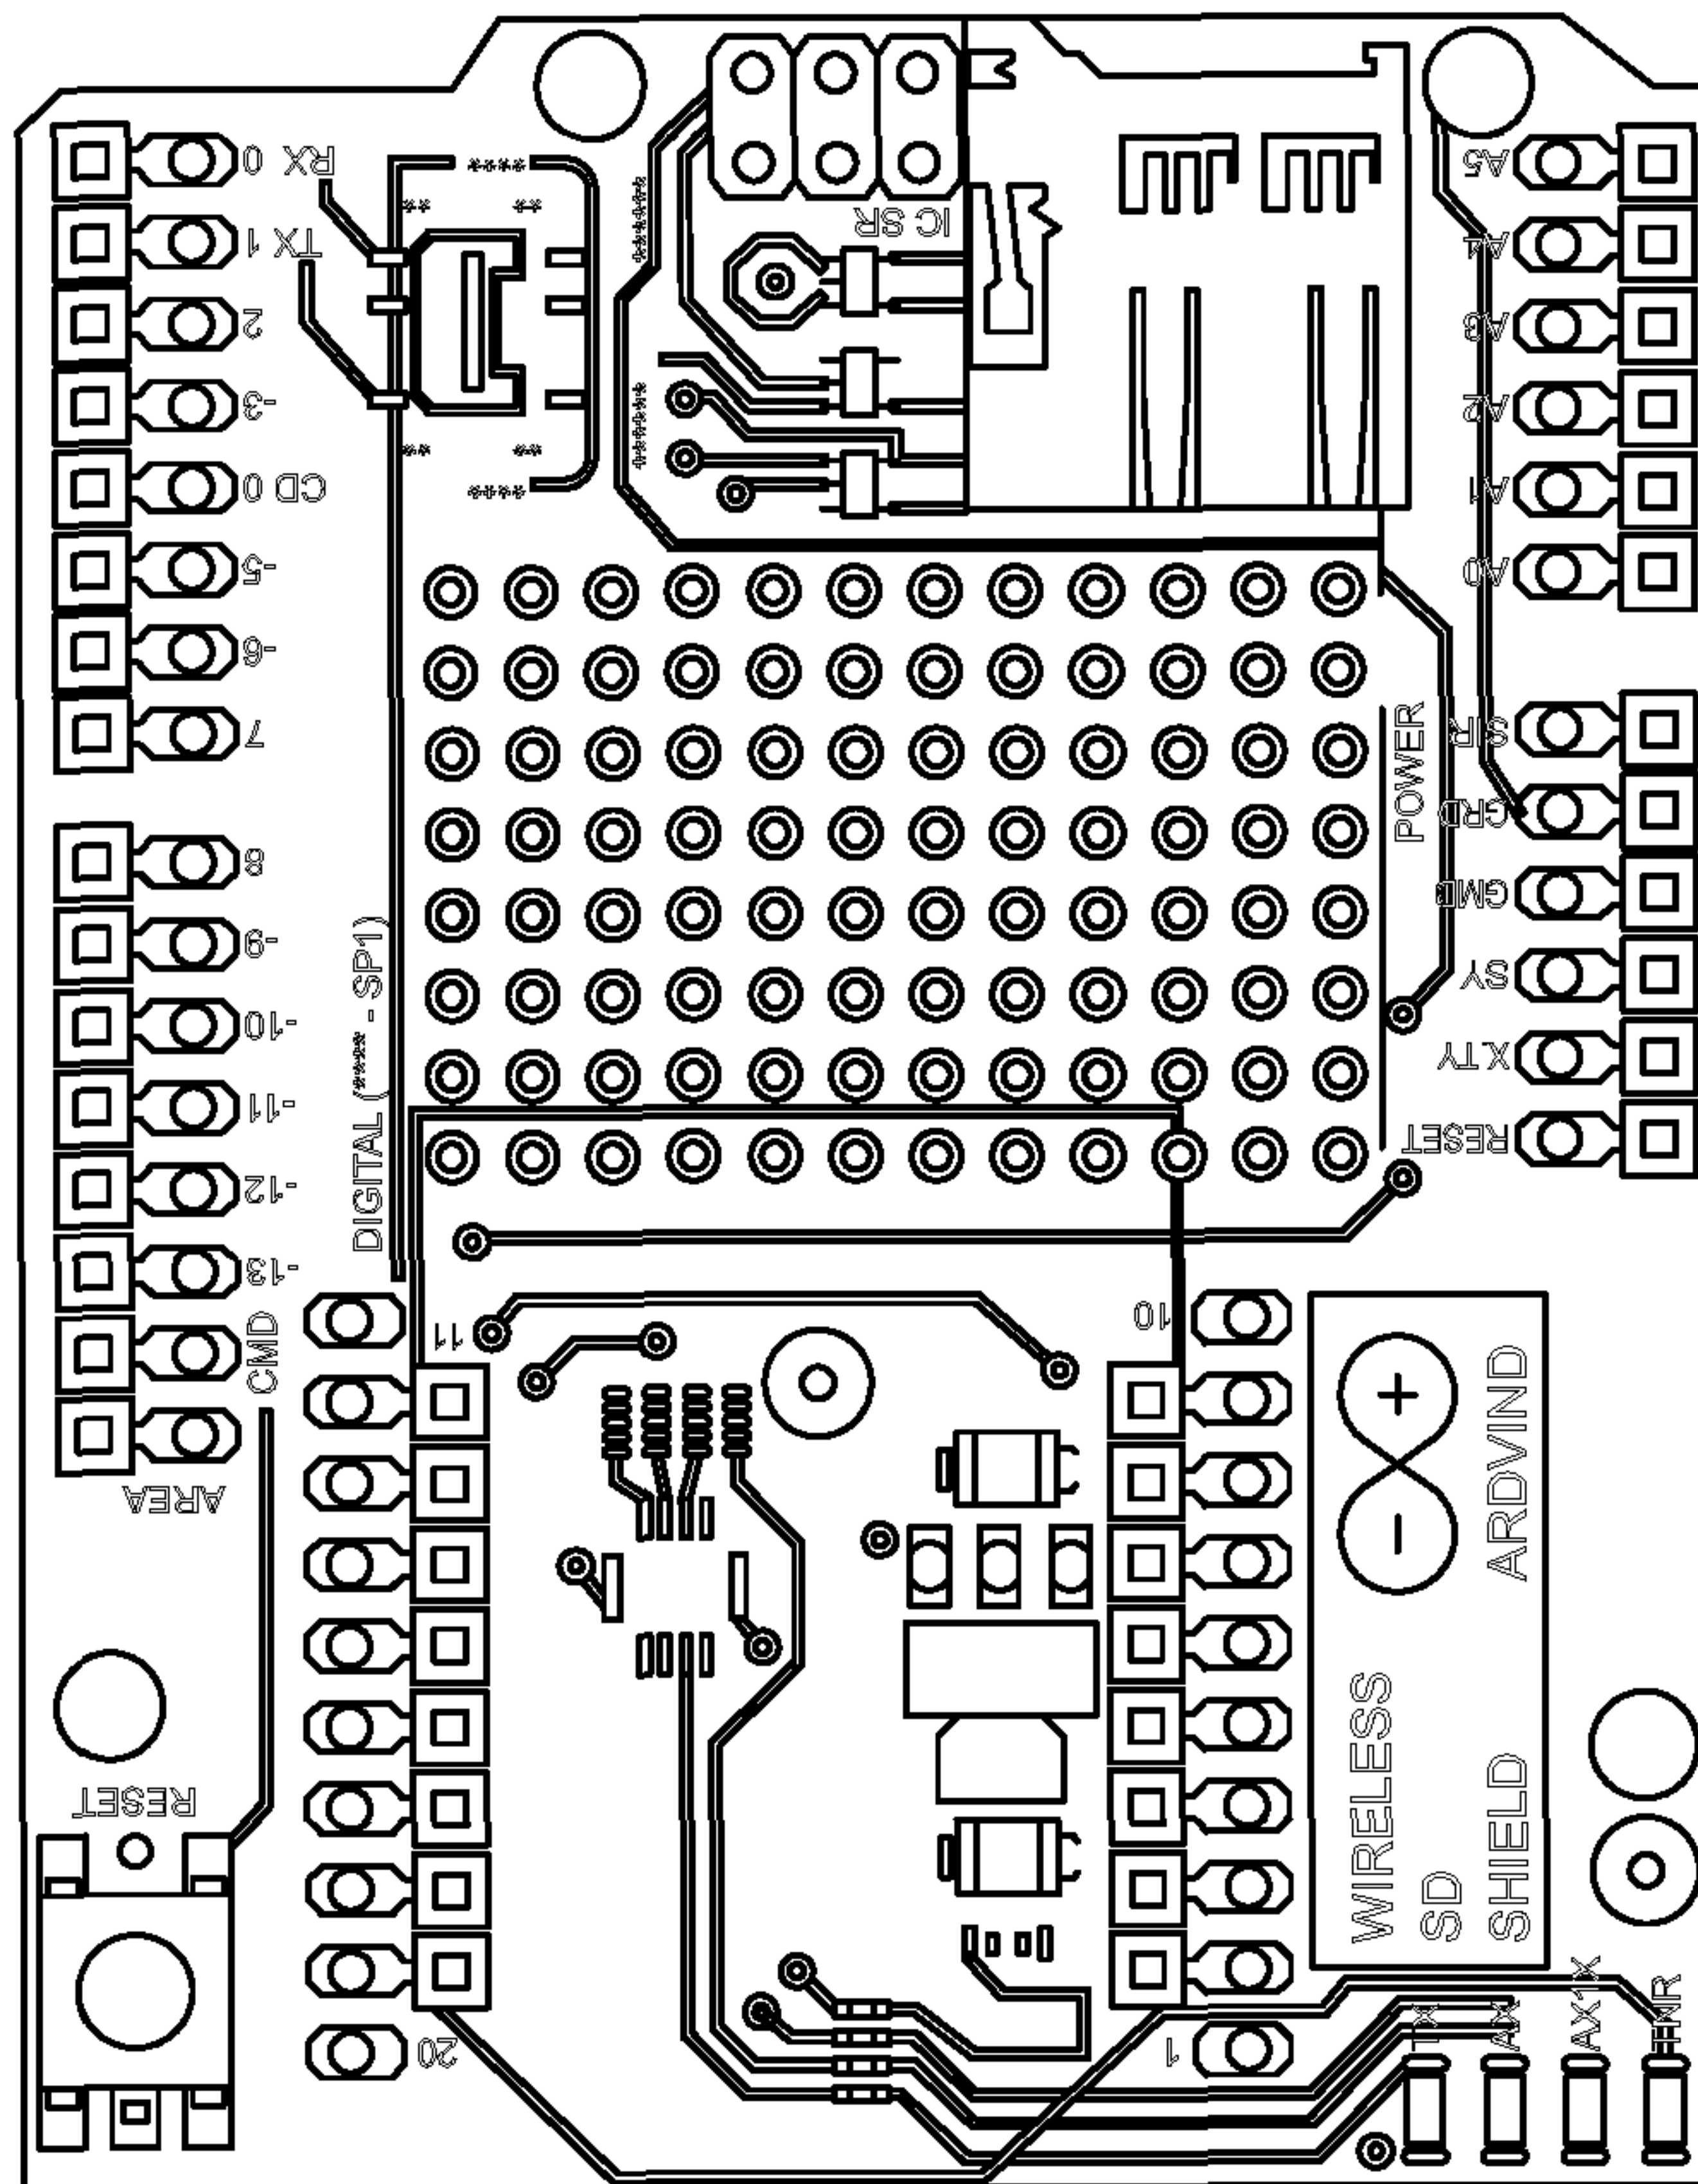 RX 0
TX 1
2
-3
CD 0
-5
-6
7
8
-9
-10
-11
-12
-13
CMD
AREA
RESET
DIGITAL (**** - SP1)
IC SR
A5
A4
A3
A2
A1
A0
POWER
SIR
GRD
GMD
SY
X.TY
RESET
11
10
20
1
ARDVIND
WIRELESS
SD
SHIELD
TX
AX
AX1X